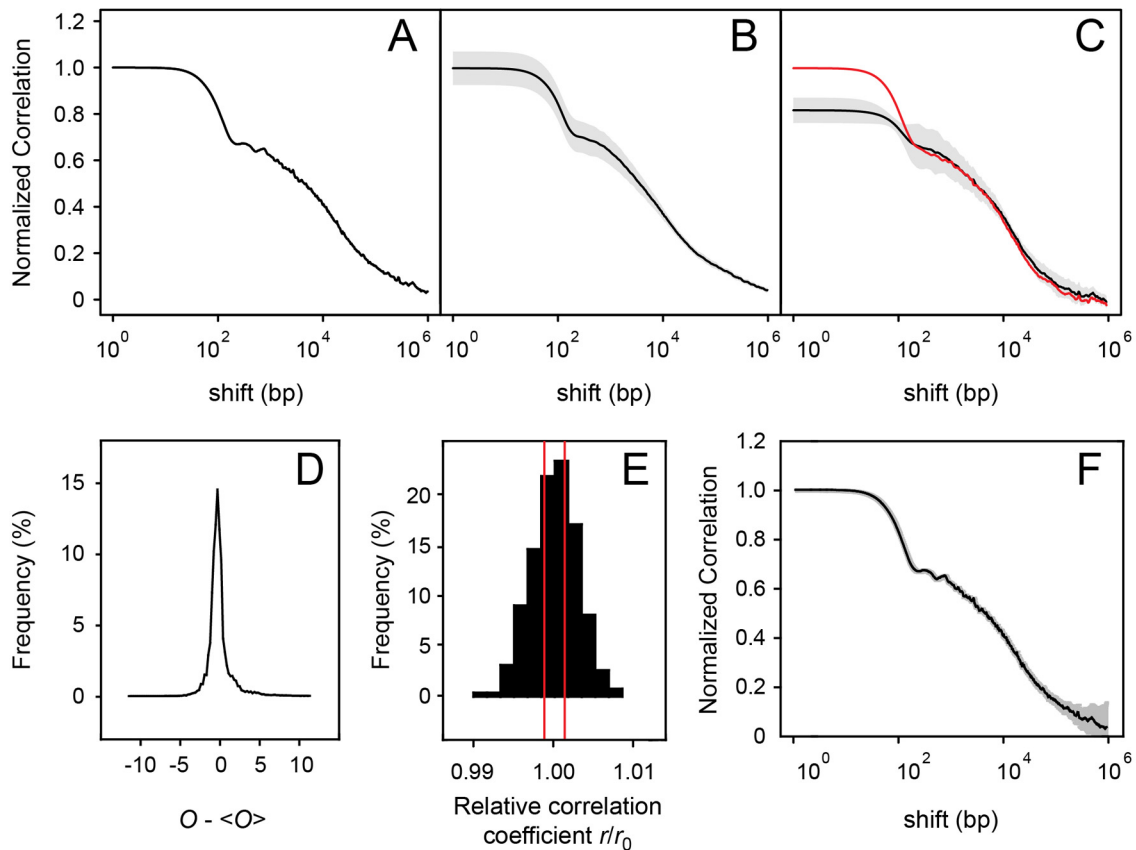 A
B
C
Normalized Correlation
1.2
1.0
0.8
0.6
0.4
0.2
0
10^0 10^2 10^4 10^6
10^0 10^2 10^4 10^6
10^0 10^2 10^4 10^6
shift (bp)
shift (bp)
shift (bp)
D
Frequency (%)
15
10
5
0
-10 -5 0 5 10
O - <O>
E
Frequency (%)
20
15
10
5
0
0.99 1.00 1.01
Relative correlation
coefficient r/r₀
F
Normalized Correlation
1.2
1.0
0.8
0.6
0.4
0.2
0
10^0 10^2 10^4 10^6
shift (bp)